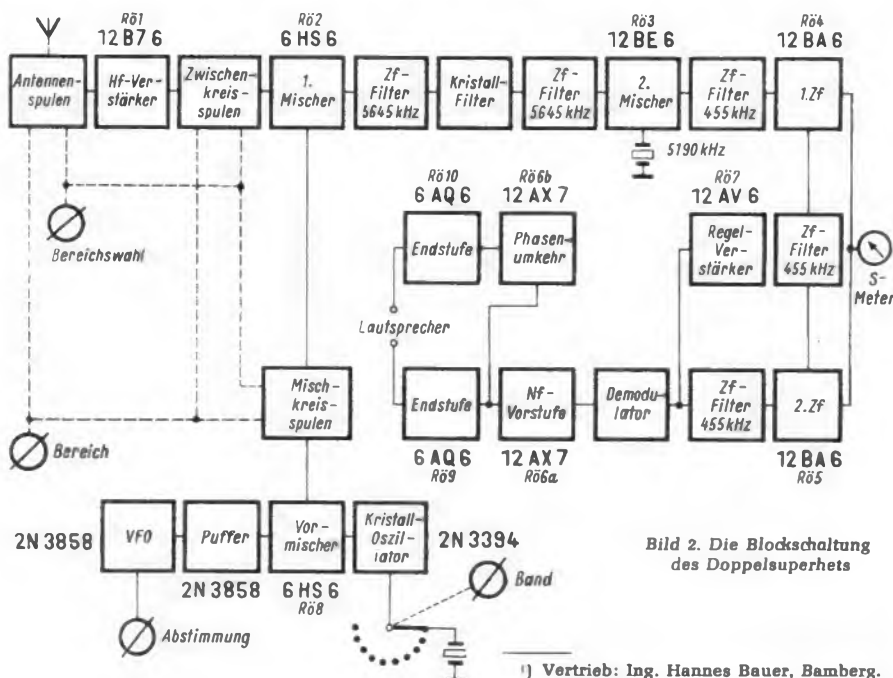 Rö1
12 B7 6
Rö2
6 HS 6
Rö3
12 BE 6
Rö4
12 BA 6
Antennen-
spulen
Hf-Ver-
stärker
Zwischen-
kreis-
spulen
1.
Mischer
Zf-
Filter
5645 kHz
Kristall-
Filter
Zf-
Filter
5645 kHz
2.
Mischer
Zf-
Filter
455 kHz
1. Zf
5190 kHz
Bereichswahl
Rö10
6 AQ 6
Rö6b
12 AX 7
Rö7
12 AV 6
Endstufe
Phasen-
umkehr
Regel-
Ver-
stärker
Zf-
Filter
455 kHz
S-
Meter
Lautsprecher
Misch-
kreis-
spulen
Endstufe
Nf-
Vorstufe
Demodu-
lator
Zf-
Filter
455 kHz
2. Zf
Bereich
6 AQ 6
Rö9
12 AX 7
Rö6a
12 BA 6
Rö5
2N 3858
VFO
Puffer
Vor-
mischer
Kristall-
Oszil-
lator
2N 3394
2N 3858
6 HS 6
Rö8
Band
Abstimmung
Bild 2. Die Blockschaltung
des Doppelsuperhets
¹) Vertrieb: Ing. Hannes Bauer, Bamberg.